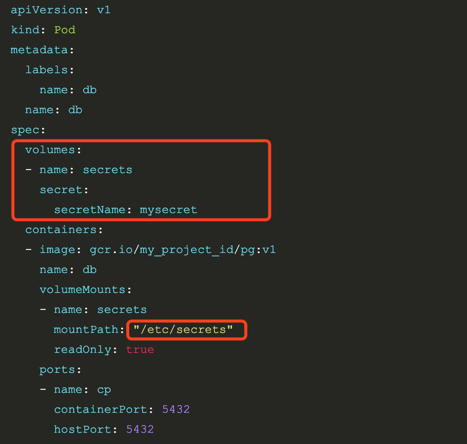 apiVersion: v1
kind: Pod
metadata:
  labels:
    name: db
  name: db
spec:
  volumes:
  - name: secrets
    secret:
      secretName: mysecret
  containers:
  - image: gcr.io/my_project_id/pg:v1
    name: db
    volumeMounts:
    - name: secrets
      mountPath: "/etc/secrets"
      readOnly: true
    ports:
    - name: cp
      containerPort: 5432
      hostPort: 5432